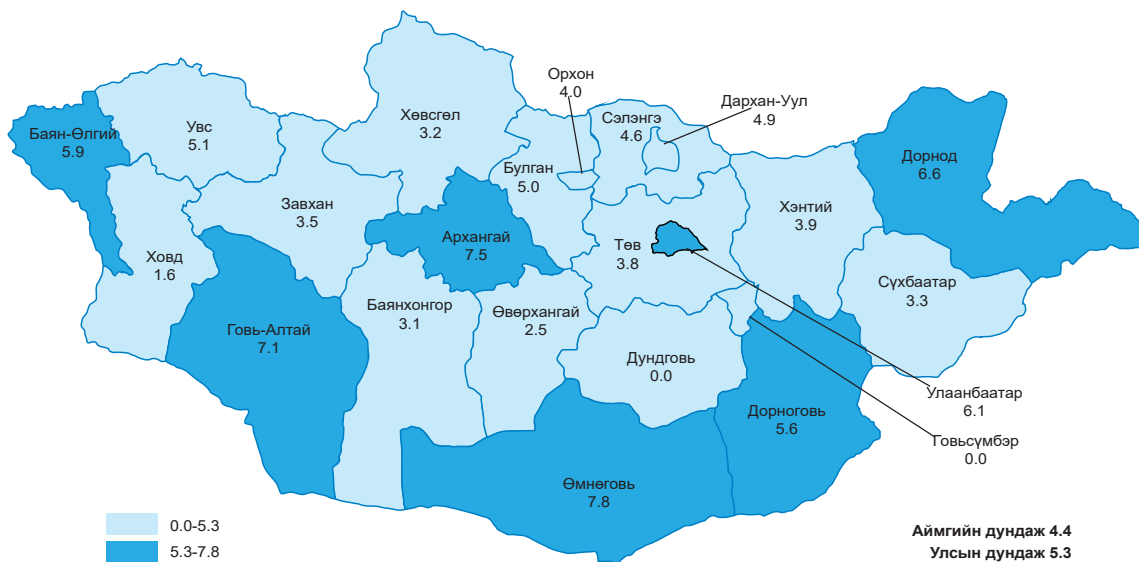 Орхон
4.0
Дархан-Уул
4.9
Хөвсгөл
3.2
Сэлэнгэ
4.6
Баян-Өлгий
5.9
Увс
5.1
Дорнод
6.6
Булган
5.0
Завхан
3.5
Хэнтий
3.9
Архангай
7.5
Төв
3.8
Ховд
1.6
Сүхбаатар
3.3
Баянхонгор
3.1
Өвөрхангай
2.5
Говь-Алтай
7.1
Дундговь
0.0
Улаанбаатар
6.1
Дорноговь
5.6
Говьсүмбэр
0.0
Өмнөговь
7.8
0.0-5.3
5.3-7.8
Аймгийн дундаж 4.4
Улсын дундаж 5.3